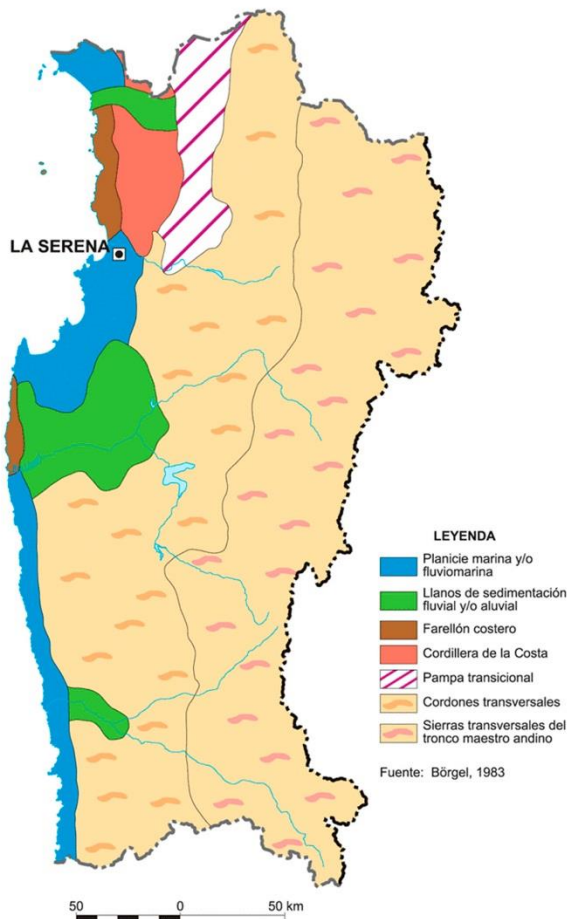 LA SERENA
LEYENDA
Planicie marina y/o
fluviomarina
Llanos de sedimentación
fluvial y/o aluvial
Farellón costero
Cordillera de la Costa
Pampa transicional
Cordones transversales
Sierras transversales del
tronco maestro andino
Fuente: Börgel, 1983
50 0 50 km